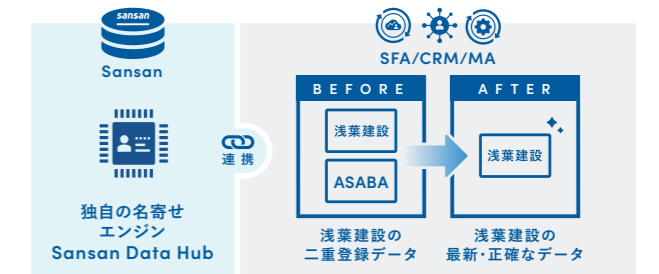 sansan
Sansan
独自の名寄せ
エンジン
Sansan Data Hub
連携
SFA/CRM/MA
BEFORE
浅葉建設
ASABA
浅葉建設の
二重登録データ
AFTER
浅葉建設
浅葉建設の
最新・正確なデータ